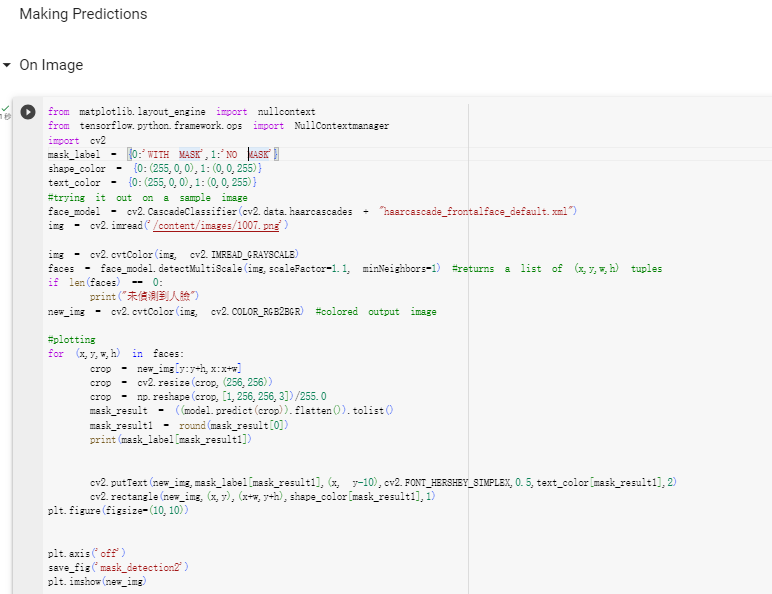 Making Predictions
On Image
1 秒
from matplotlib.layout_engine import nullcontext
from tensorflow.python.framework.ops import NullContextmanager
import cv2
mask_label = {0:'WITH MASK',1:'NO MASK'}
shape_color = {0:(255,0,0),1:(0,0,255)}
text_color = {0:(255,0,0),1:(0,0,255)}
#trying it out on a sample image
face_model = cv2.CascadeClassifier(cv2.data.haarcascades + "haarcascade_frontalface_default.xml")
img = cv2.imread('/content/images/1007.png')
img = cv2.cvtColor(img, cv2.IMREAD_GRAYSCALE)
faces = face_model.detectMultiScale(img,scaleFactor=1.1, minNeighbors=1) #returns a list of (x,y,w,h) tuples
if len(faces) == 0:
print("未偵測到人臉")
new_img = cv2.cvtColor(img, cv2.COLOR_RGB2BGR) #colored output image
#plotting
for (x,y,w,h) in faces:
crop = new_img[y:y+h,x:x+w]
crop = cv2.resize(crop,(256,256))
crop = np.reshape(crop,[1,256,256,3])/255.0
mask_result = ((model.predict(crop)).flatten()).tolist()
mask_result1 = round(mask_result[0])
print(mask_label[mask_result1])
cv2.putText(new_img,mask_label[mask_result1],(x, y-10),cv2.FONT_HERSHEY_SIMPLEX,0.5,text_color[mask_result1],2)
cv2.rectangle(new_img,(x,y),(x+w,y+h),shape_color[mask_result1],1)
plt.figure(figsize=(10,10))
plt.axis('off')
save_fig('mask_detection2')
plt.imshow(new_img)